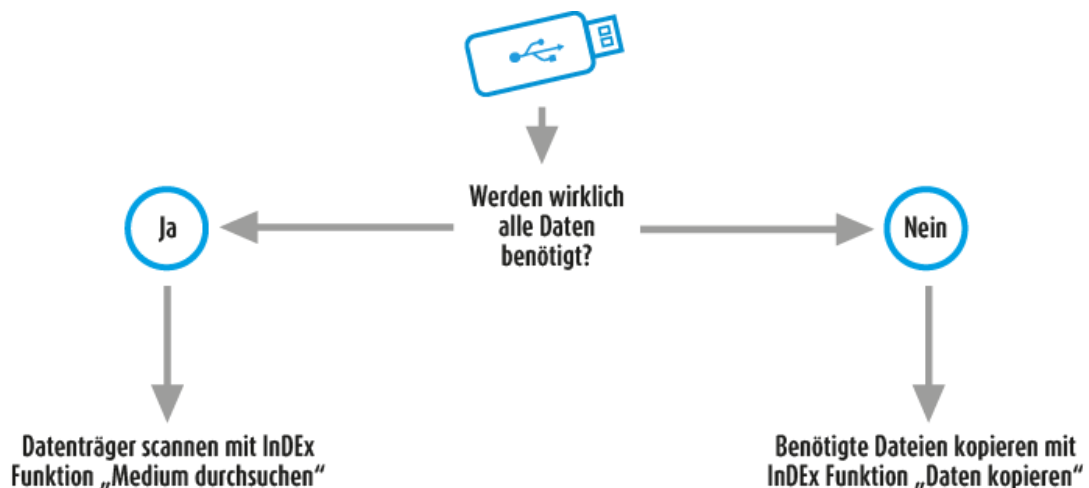 Werden wirklich
alle Daten
benötigt?
Ja
Nein
Datenträger scannen mit InDEx
Funktion „Medium durchsuchen“
Benötigte Dateien kopieren mit
InDEx Funktion „Daten kopieren“